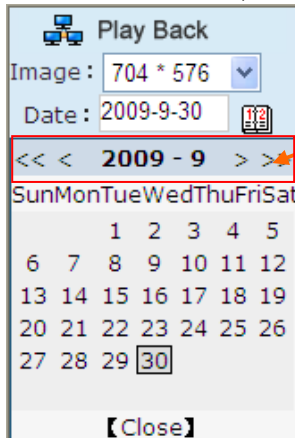 Play Back
Image: 704 * 576
Date: 2009-9-30
<< < 2009 - 9 > >
SunMonTueWedThuFriSat
1 2 3 4 5
6 7 8 9 10 11 12
13 14 15 16 17 18 19
20 21 22 23 24 25 26
27 28 29 30
【Close】